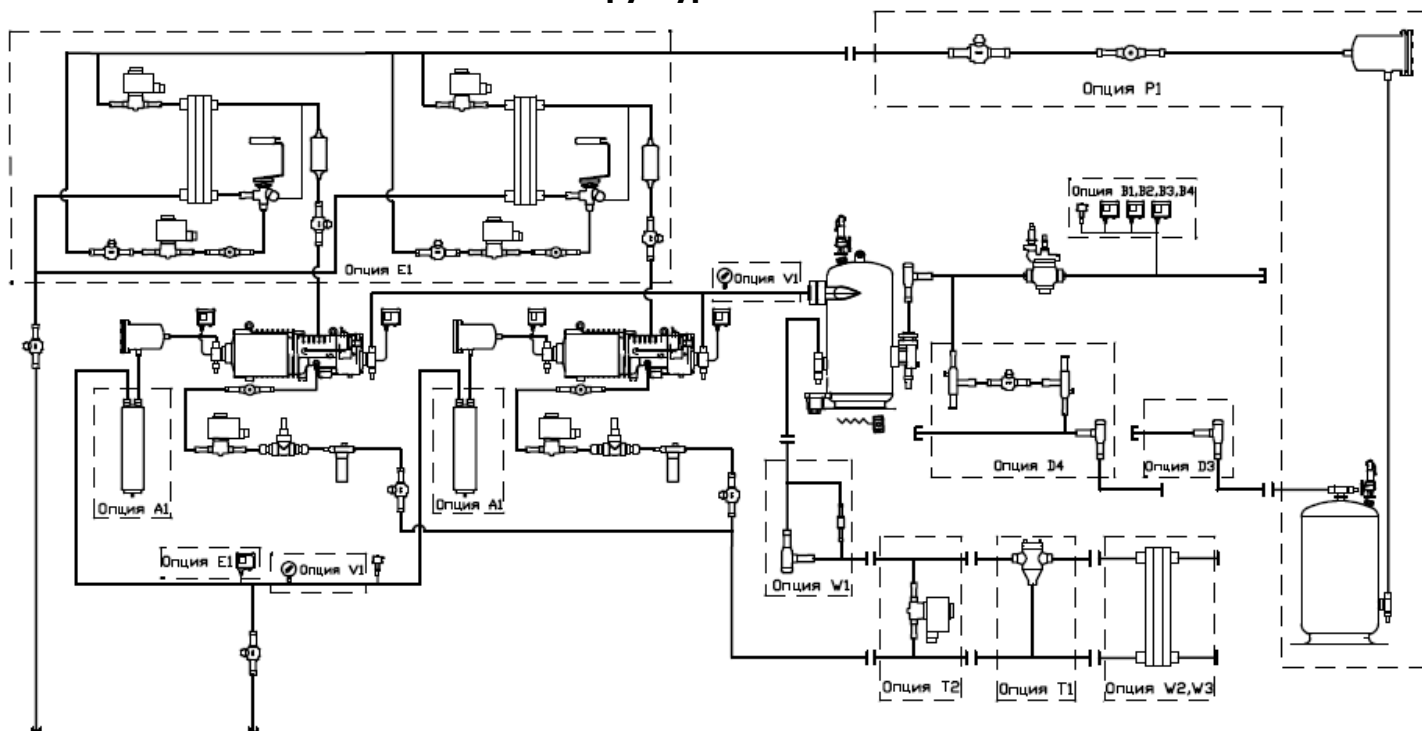 Опция P1
Опция B1,B2,B3,B4
Опция E1
Опция V1
Опция D4
Опция D3
Опция A1
Опция A1
Опция E1
Опция V1
Опция W1
Опция T2
Опция T1
Опция W2,W3